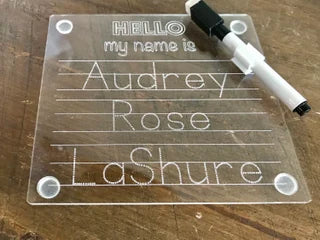 HELLO
my name is
Audrey
Rose
LaShure